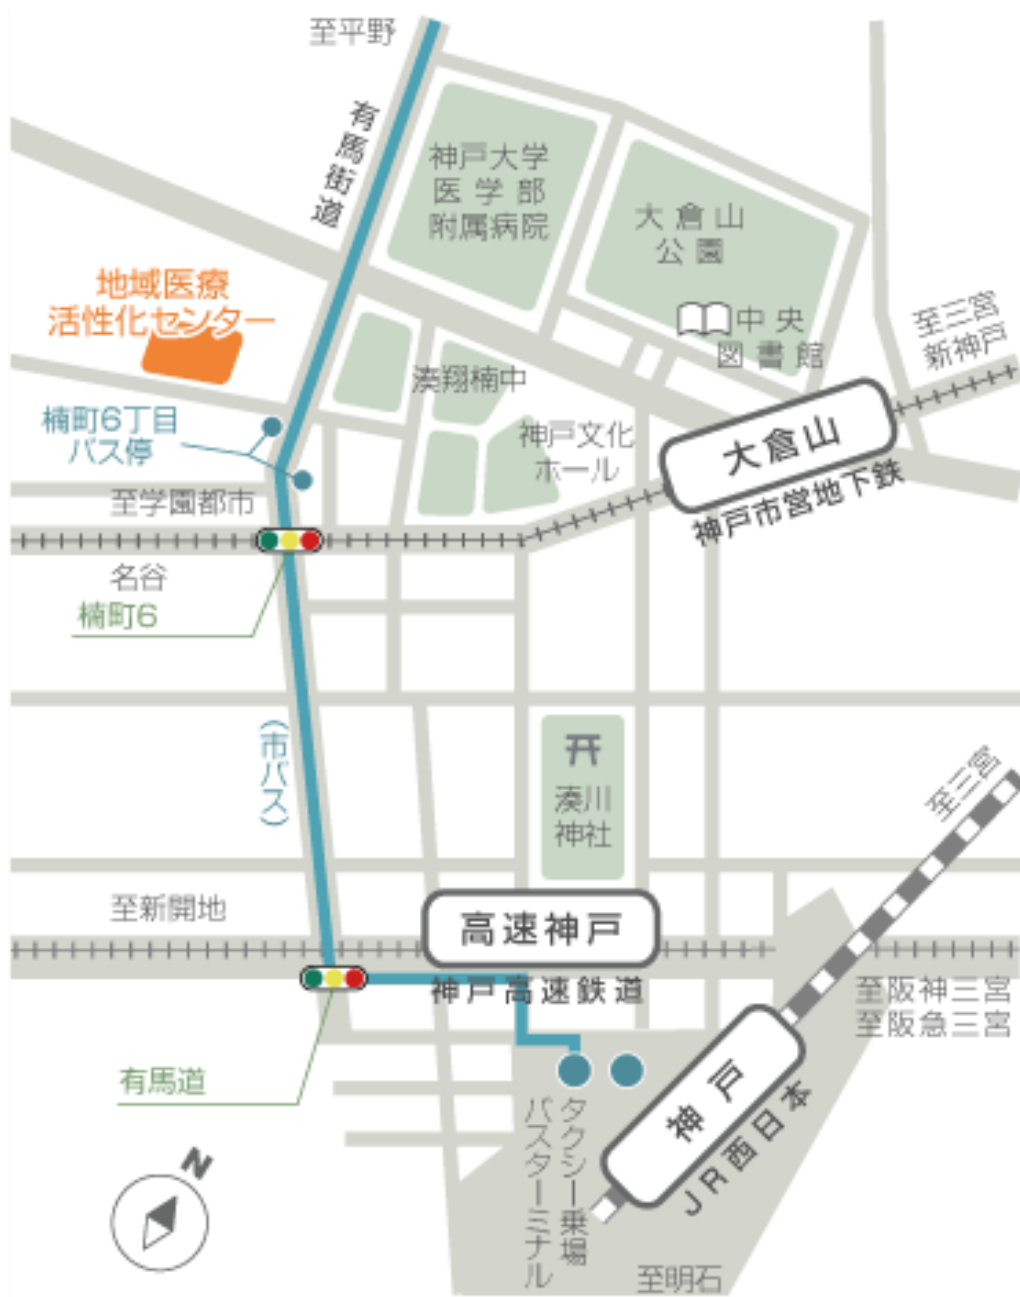 至平野
有馬街道
神戸大学
医学部
附属病院
大倉山
公園
中央
図書館
至三宮
新神戸
地域医療
活性化センター
湊翔楠中
楠町6丁目
バス停
神戸文化
ホール
大倉山
神戸市営地下鉄
至学園都市
名谷
楠町6
(市バス)
湊川
神社
至三宮
至新開地
高速神戸
神戸高速鉄道
至阪神三宮
至阪急三宮
有馬道
神戸
JR西日本
タクシー乗場
バスターミナル
至明石
N